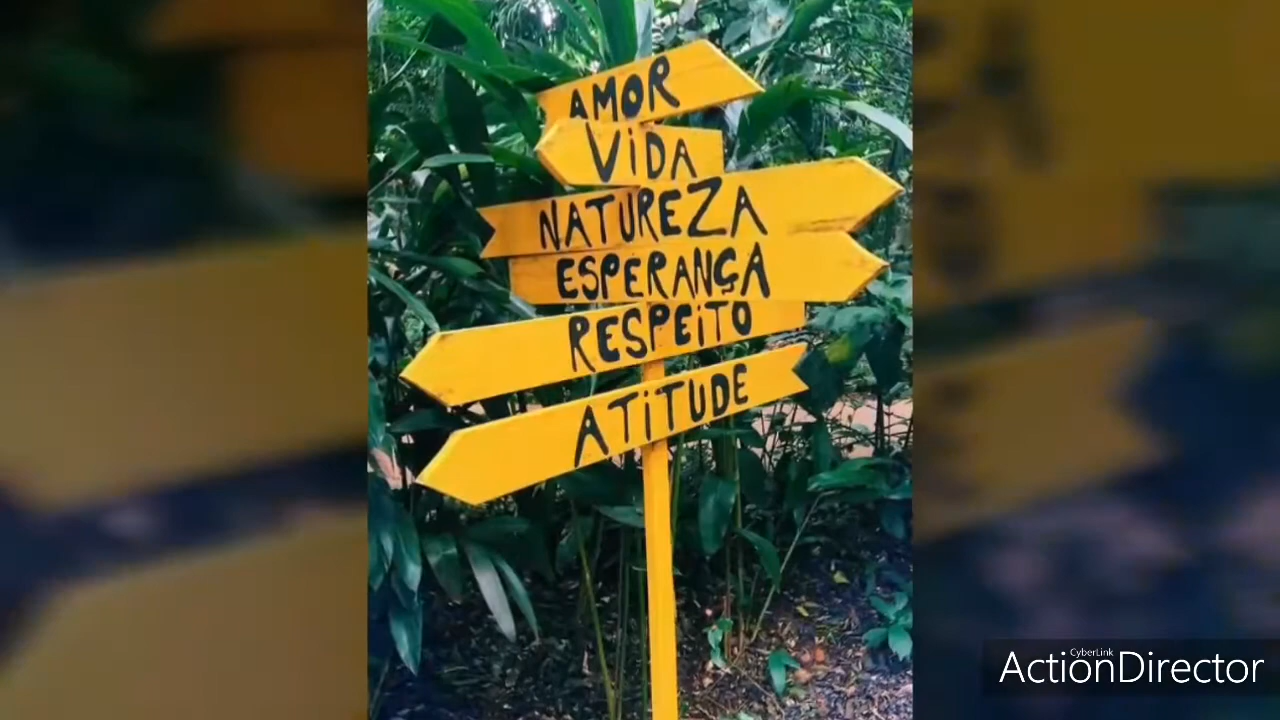 AMOR
ViDA
NATUREZA
ESPERANÇA
RESPEiTO
ATiTUDE
CyberLink
ActionDirector